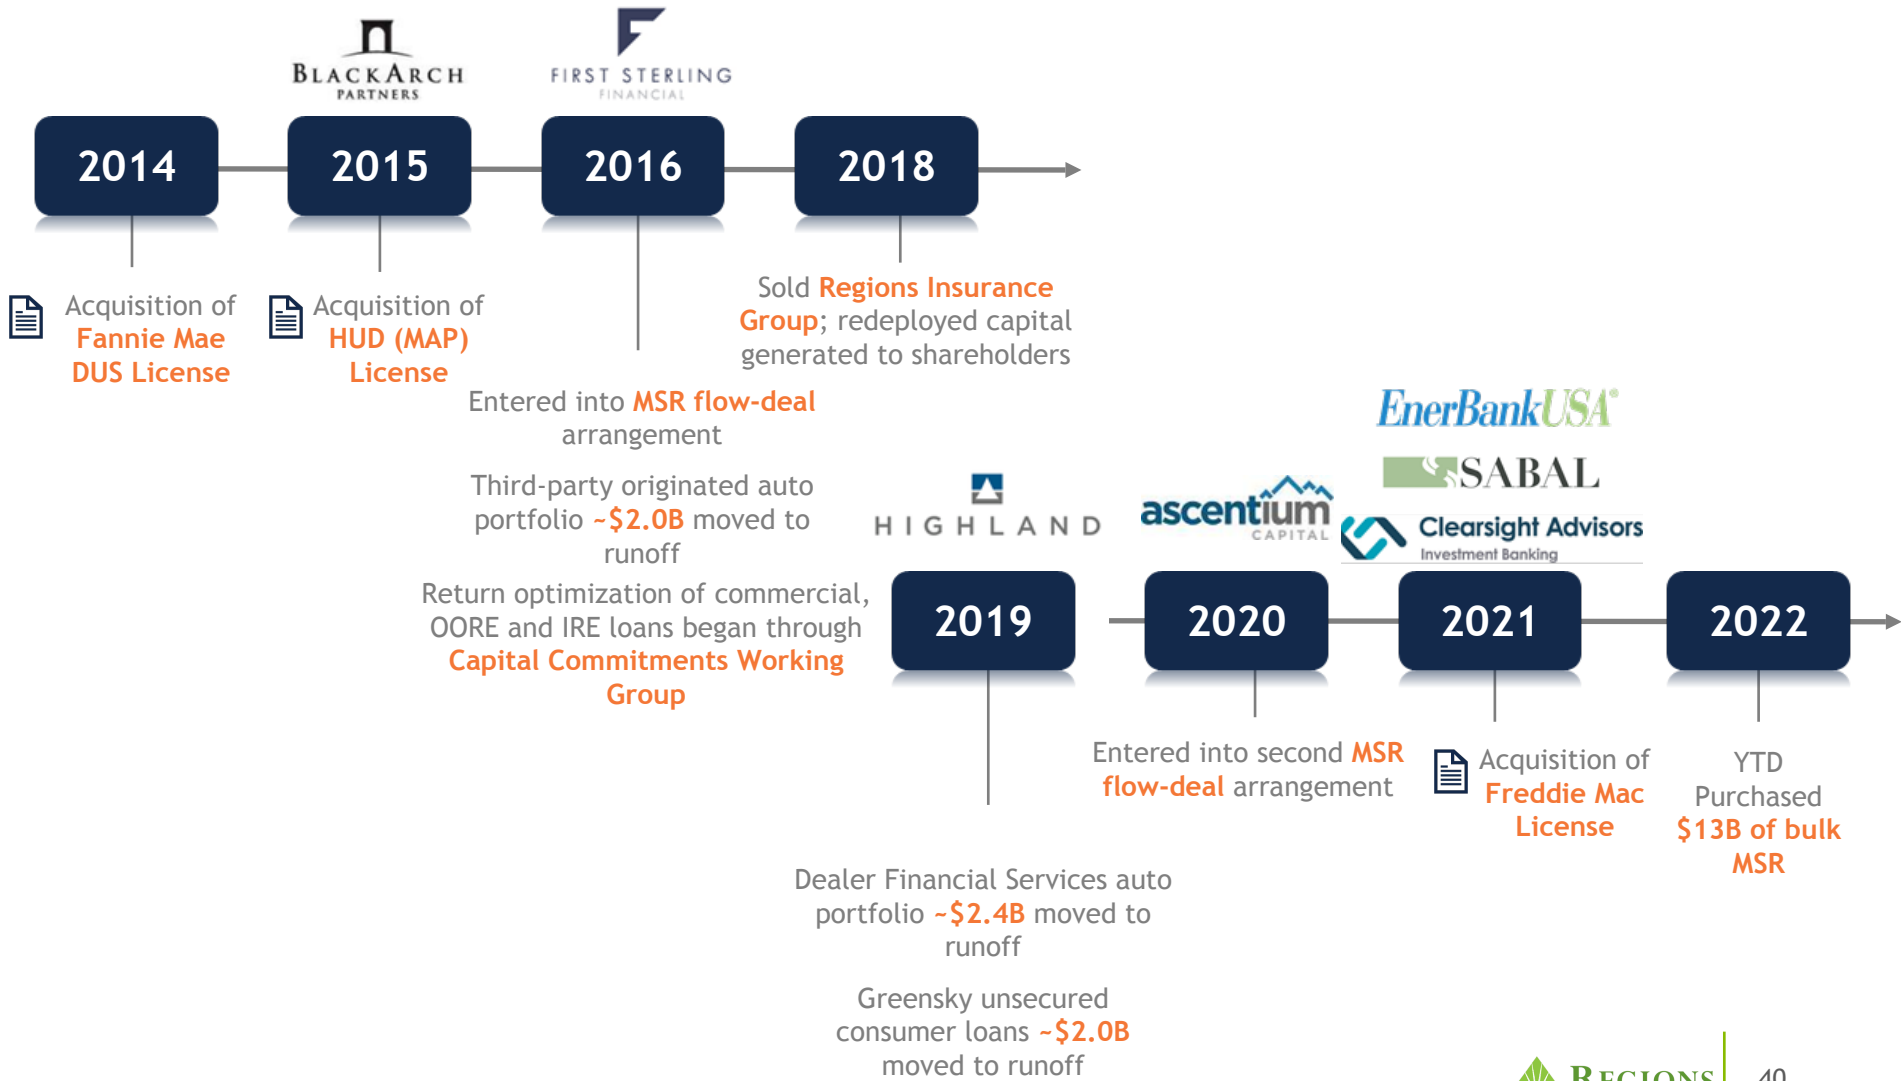 BLACKARCH
PARTNERS
FIRST STERLING
FINANCIAL
2014
2015
2016
2018
Acquisition of
Fannie Mae
DUS License
Acquisition of
HUD (MAP)
License
Entered into MSR flow-deal
arrangement
Third-party originated auto
portfolio ~$2.0B moved to
runoff
Return optimization of commercial,
OORE and IRE loans began through
Capital Commitments Working
Group
Sold Regions Insurance
Group; redeployed capital
generated to shareholders
HIGHLAND
ascentium
CAPITAL
EnerBankUSA®
SABAL
Clearsight Advisors
Investment Banking
2019
2020
2021
2022
Dealer Financial Services auto
portfolio ~$2.4B moved to
runoff
Greensky unsecured
consumer loans ~$2.0B
moved to runoff
Entered into second MSR
flow-deal arrangement
Acquisition of
Freddie Mac
License
YTD
Purchased
$13B of bulk
MSR
REGIONS
40